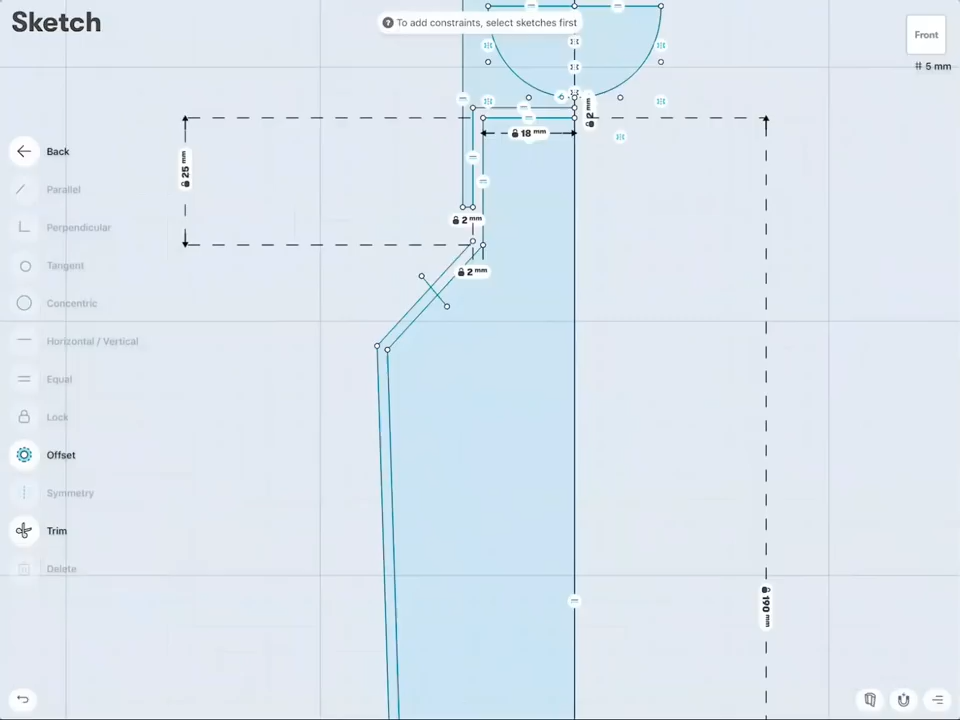 Sketch
To add constraints, select sketches first
Front
5 mm
Back
Parallel
Perpendicular
Tangent
Concentric
Horizontal / Vertical
Equal
Lock
Offset
Symmetry
Trim
Delete
25 mm
2 mm
18 mm
2 mm
2 mm
190 mm